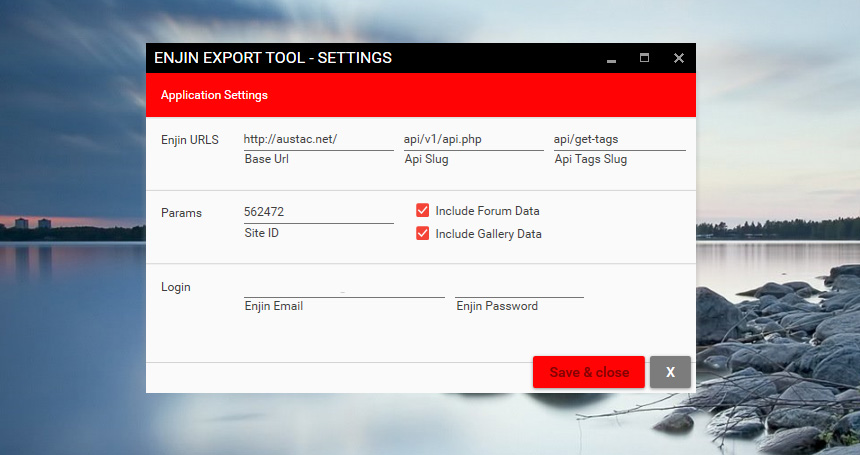 ENJIN EXPORT TOOL - SETTINGS
Application Settings
Enjin URLS http://austac.net/ api/v1/api.php api/get-tags
Base Url Api Slug Api Tags Slug
Params 562472 Include Forum Data
Site ID Include Gallery Data
Login
Enjin Email Enjin Password
Save & close X